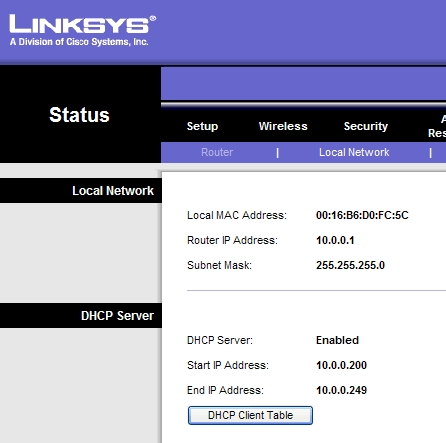 LINKSYS®
A Division of Cisco Systems, Inc.
Status
Setup Wireless Security
Router | Local Network |
Local Network
Local MAC Address: 00:16:B6:D0:FC:5C
Router IP Address: 10.0.0.1
Subnet Mask: 255.255.255.0
DHCP Server
DHCP Server: Enabled
Start IP Address: 10.0.0.200
End IP Address: 10.0.0.249
DHCP Client Table